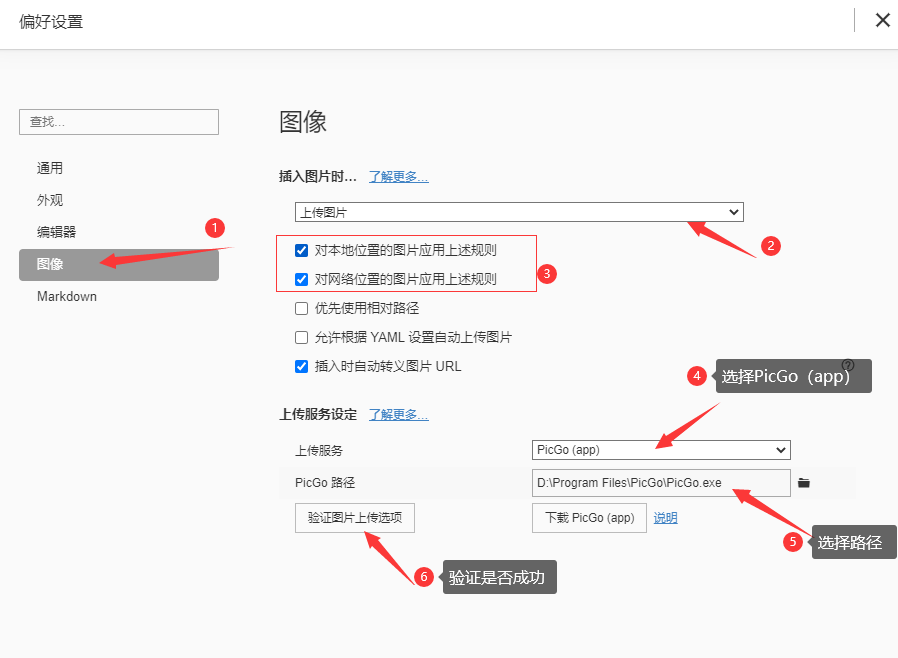 偏好设置
查找...
通用
外观
编辑器
图像
Markdown
1
图像
插入图片时... 了解更多...
上传图片
2
对本地位置的图片应用上述规则
对网络位置的图片应用上述规则
3
优先使用相对路径
允许根据 YAML 设置自动上传图片
插入时自动转义图片 URL
4 选择PicGo（app）
上传服务设定 了解更多...
上传服务 PicGo (app)
PicGo 路径 D:\Program Files\PicGo\PicGo.exe
验证图片上传选项 下载 PicGo (app) 说明
5 选择路径
6 验证是否成功